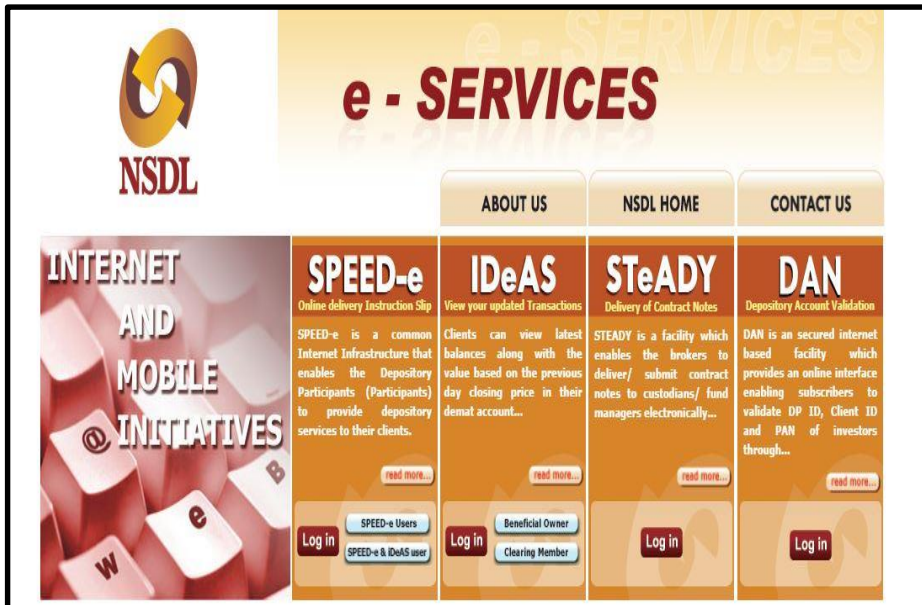 e - SERVICES
e - SERVICES
NSDL
ABOUT US
NSDL HOME
CONTACT US
INTERNET
AND
MOBILE
INITIATIVES
@
B
e
W
SPEED-e
Online delivery Instruction Slip
SPEED-e is a common
Internet Infrastructure that
enables the Depository
Participants (Participants)
to provide depository
services to their clients.
read more...
Log in
SPEED-e Users
SPEED-e & iDeAS user
IDeAS
View your updated Transactions
Clients can view latest
balances along with the
value based on the previous
day closing price in their
demat account...
read more...
Log in
Beneficial Owner
Clearing Member
STeADY
Delivery of Contract Notes
STEADY is a facility which
enables the brokers to
deliver/ submit contract
notes to custodians/ fund
managers electronically...
read more...
Log in
DAN
Depository Account Validation
DAN is an secured internet
based facility which
provides an online interface
enabling subscribers to
validate DP ID, Client ID
and PAN of investors
through...
read more...
Log in